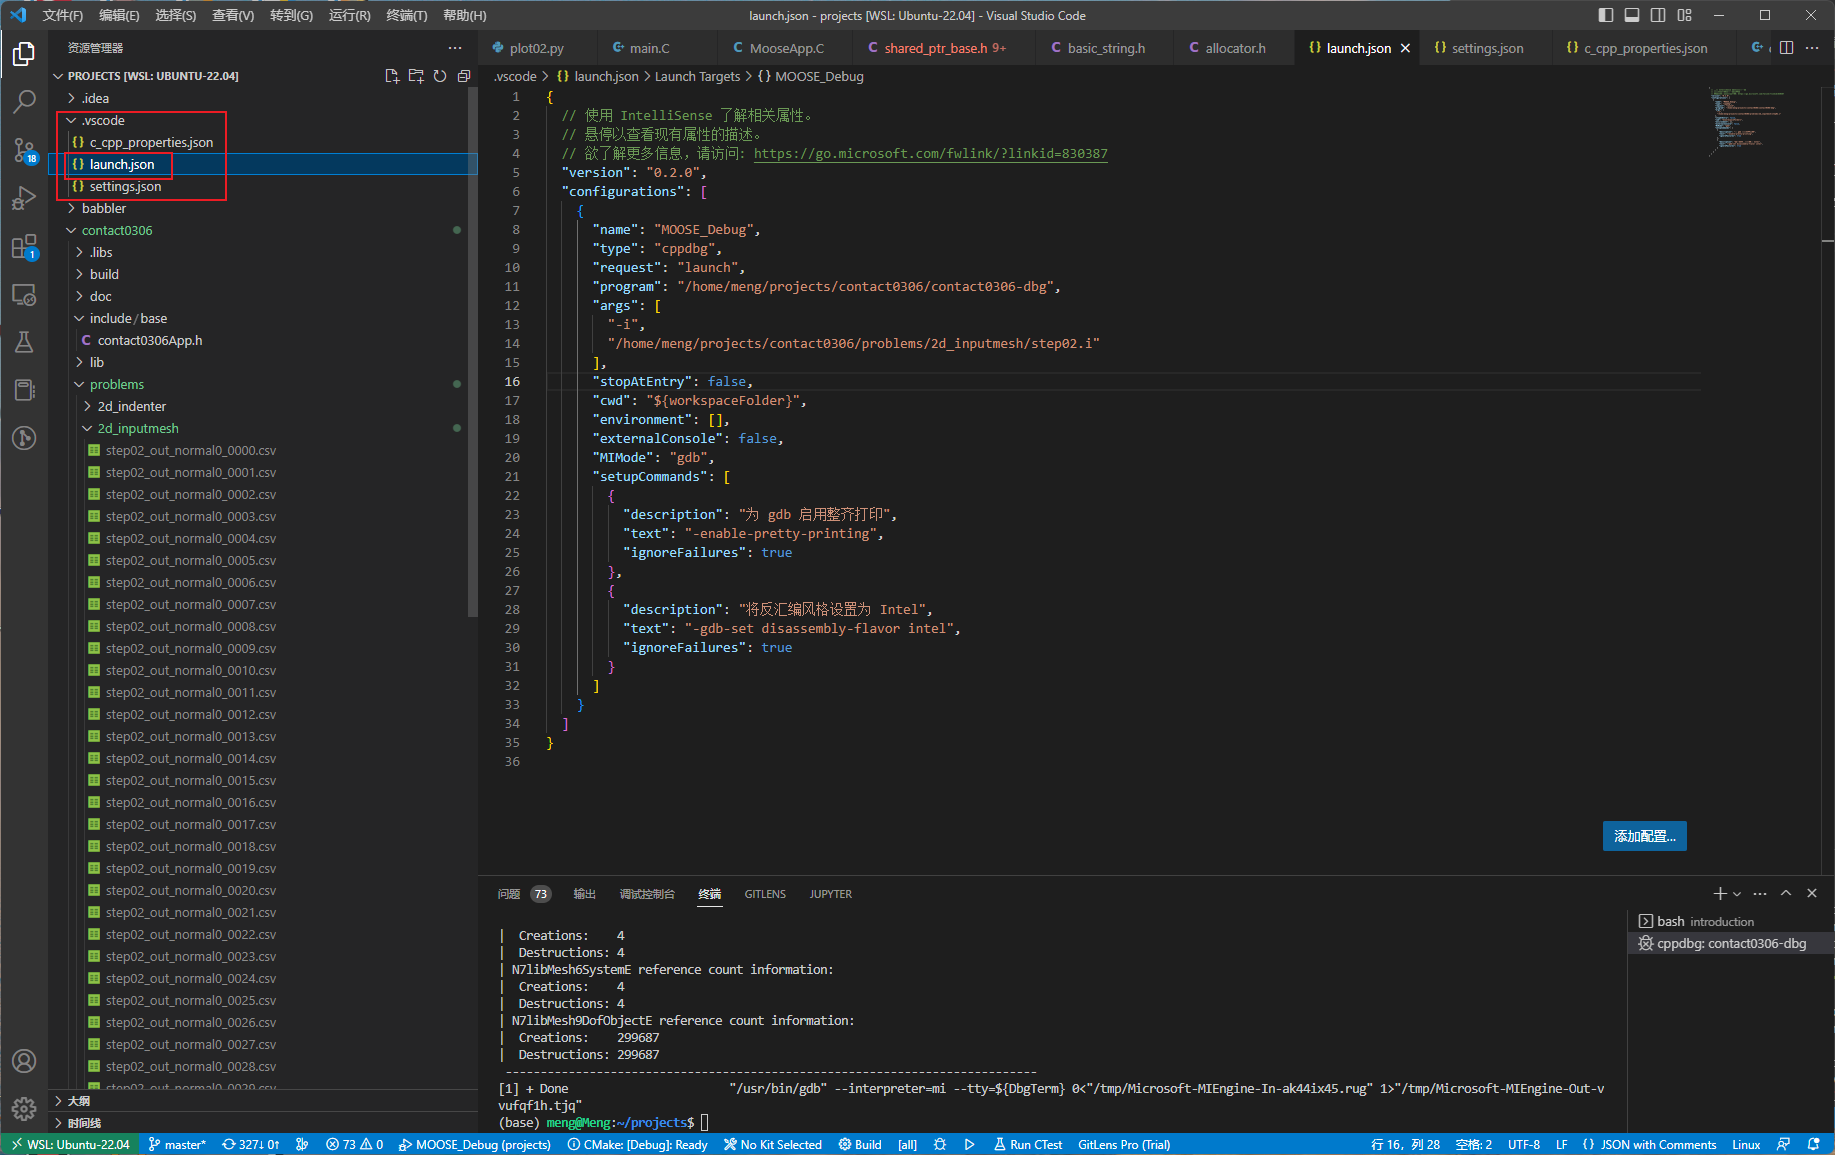 文件(F) 编辑(E) 选择(S) 查看(V) 转到(G) 运行(R) 终端(T) 帮助(H)
launch.json - projects [WSL: Ubuntu-22.04] - Visual Studio Code
资源管理器
PROJECTS [WSL: UBUNTU-22.04]
.idea
.vscode
c_cpp_properties.json
launch.json
settings.json
babbler
contact0306
.libs
build
doc
include / base
contact0306App.h
lib
problems
2d_indenter
2d_inputmesh
step02_out_normal0_0000.csv
step02_out_normal0_0001.csv
step02_out_normal0_0002.csv
step02_out_normal0_0003.csv
step02_out_normal0_0004.csv
step02_out_normal0_0005.csv
step02_out_normal0_0006.csv
step02_out_normal0_0007.csv
step02_out_normal0_0008.csv
step02_out_normal0_0009.csv
step02_out_normal0_0010.csv
step02_out_normal0_0011.csv
step02_out_normal0_0012.csv
step02_out_normal0_0013.csv
step02_out_normal0_0014.csv
step02_out_normal0_0015.csv
step02_out_normal0_0016.csv
step02_out_normal0_0017.csv
step02_out_normal0_0018.csv
step02_out_normal0_0019.csv
step02_out_normal0_0020.csv
step02_out_normal0_0021.csv
step02_out_normal0_0022.csv
step02_out_normal0_0023.csv
step02_out_normal0_0024.csv
step02_out_normal0_0025.csv
step02_out_normal0_0026.csv
step02_out_normal0_0027.csv
step02_out_normal0_0028.csv
step02_out_normal0_0029.csv
大纲
时间线
18
1
plot02.py main.C MooseApp.C shared_ptr_base.h 9+ basic_string.h allocator.h launch.json settings.json c_cpp_properties.json
.vscode > {} launch.json > Launch Targets > {} MOOSE_Debug
1 {
2 // 使用 IntelliSense 了解相关属性。
3 // 悬停以查看现有属性的描述。
4 // 欲了解更多信息，请访问: https://go.microsoft.com/fwlink/?linkid=830387
5 "version": "0.2.0",
6 "configurations": [
7 {
8 "name": "MOOSE_Debug",
9 "type": "cppdbg",
10 "request": "launch",
11 "program": "/home/meng/projects/contact0306/contact0306-dbg",
12 "args": [
13 "-i",
14 "/home/meng/projects/contact0306/problems/2d_inputmesh/step02.i"
15 ],
16 "stopAtEntry": false,
17 "cwd": "${workspaceFolder}",
18 "environment": [],
19 "externalConsole": false,
20 "MIMode": "gdb",
21 "setupCommands": [
22 {
23 "description": "为 gdb 启用整齐打印",
24 "text": "-enable-pretty-printing",
25 "ignoreFailures": true
26 },
27 {
28 "description": "将反汇编风格设置为 Intel",
29 "text": "-gdb-set disassembly-flavor intel",
30 "ignoreFailures": true
31 }
32 ]
33 }
34 ]
35 }
36
添加配置...
问题 73 输出 调试控制台 终端 GITLENS JUPYTER
| Creations: 4
| Destructions: 4
| N7libMesh6SystemE reference count information:
| Creations: 4
| Destructions: 4
| N7libMesh9DofObjectE reference count information:
| Creations: 299687
| Destructions: 299687
----------------------------------------------------------------------
[1] + Done "/usr/bin/gdb" --interpreter=mi --tty=${DbgTerm} 0<"/tmp/Microsoft-MIEngine-In-ak44ix45.rug" 1>"/tmp/Microsoft-MIEngine-Out-v
vufqf1h.tjq"
(base) meng@Meng:~/projects$
bash introduction
cppdbg: contact0306-dbg
WSL: Ubuntu-22.04 master* 327↓ 0↑ 73 0 MOOSE_Debug (projects) CMake: [Debug]: Ready No Kit Selected Build [all] Run CTest GitLens Pro (Trial) 行 16，列 28 空格: 2 UTF-8 LF {} JSON with Comments Linux